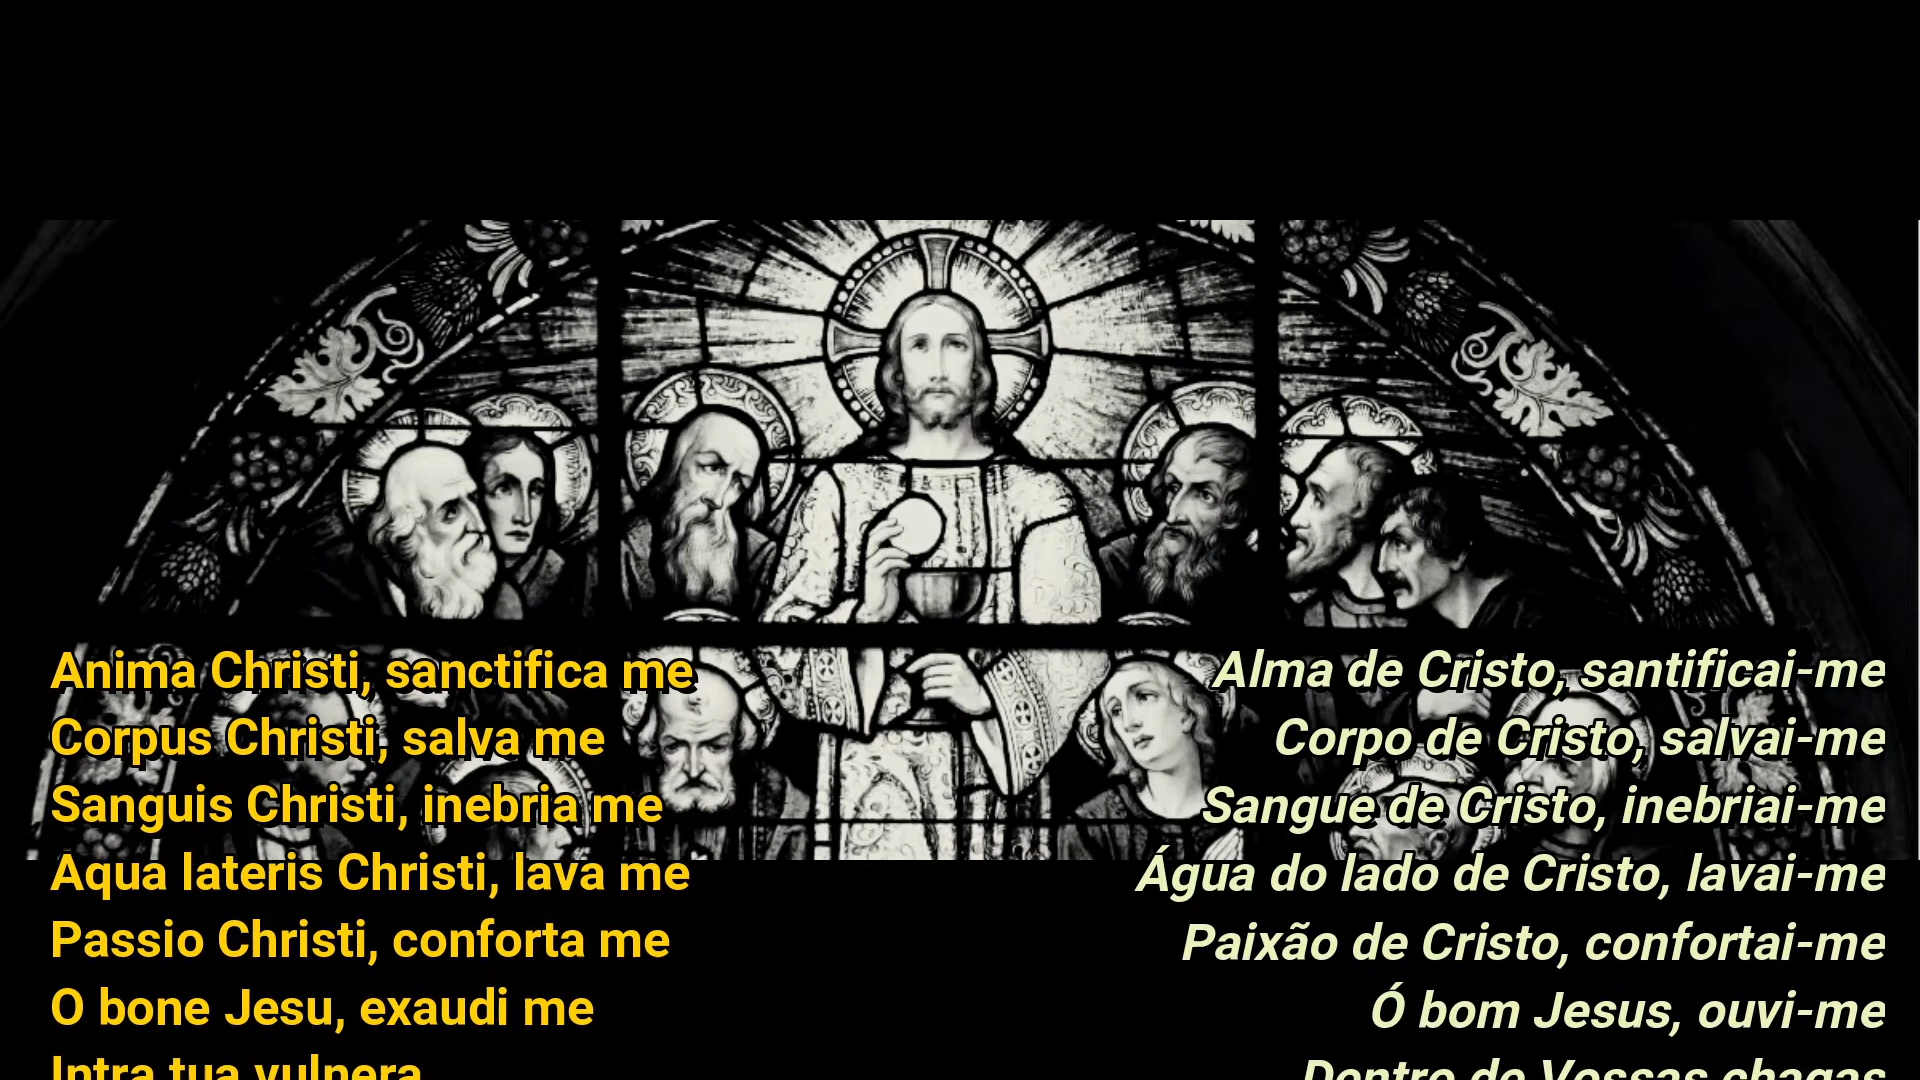 Anima Christi, sanctifica me
Corpus Christi, salva me
Sanguis Christi, inebria me
Aqua lateris Christi, lava me
Passio Christi, conforta me
O bone Jesu, exaudi me
Intra tua vulnera
Alma de Cristo, santificai-me
Corpo de Cristo, salvai-me
Sangue de Cristo, inebriai-me
Água do lado de Cristo, lavai-me
Paixão de Cristo, confortai-me
Ó bom Jesus, ouvi-me
Dentro de Vossas chagas